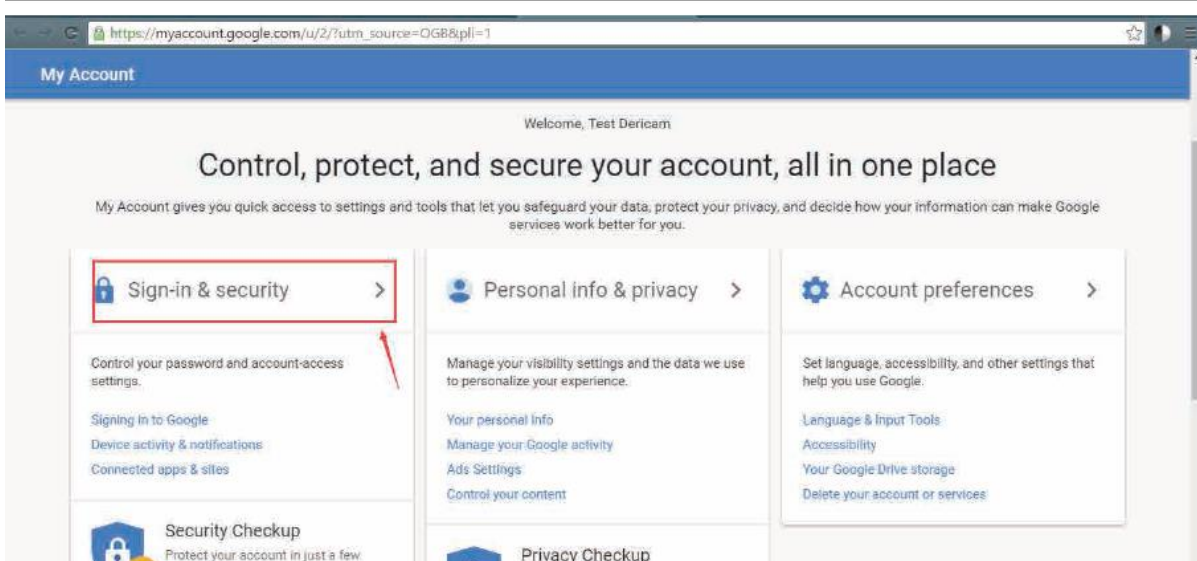 https://myaccount.google.com/u/2/?utm_source=OGB&pli=1
My Account
Welcome, Test Dericam
Control, protect, and secure your account, all in one place
My Account gives you quick access to settings and tools that let you safeguard your data, protect your privacy, and decide how your information can make Google
services work better for you.
Sign-in & security
Control your password and account-access
settings.
Signing in to Google
Device activity & notifications
Connected apps & sites
Security Checkup
Protect your account in just a few
Personal info & privacy
Manage your visibility settings and the data we use
to personalize your experience.
Your personal info
Manage your Google activity
Ads Settings
Control your content
Privacy Checkup
Account preferences
Set language, accessibility, and other settings that
help you use Google.
Language & Input Tools
Accessibility
Your Google Drive storage
Delete your account or services